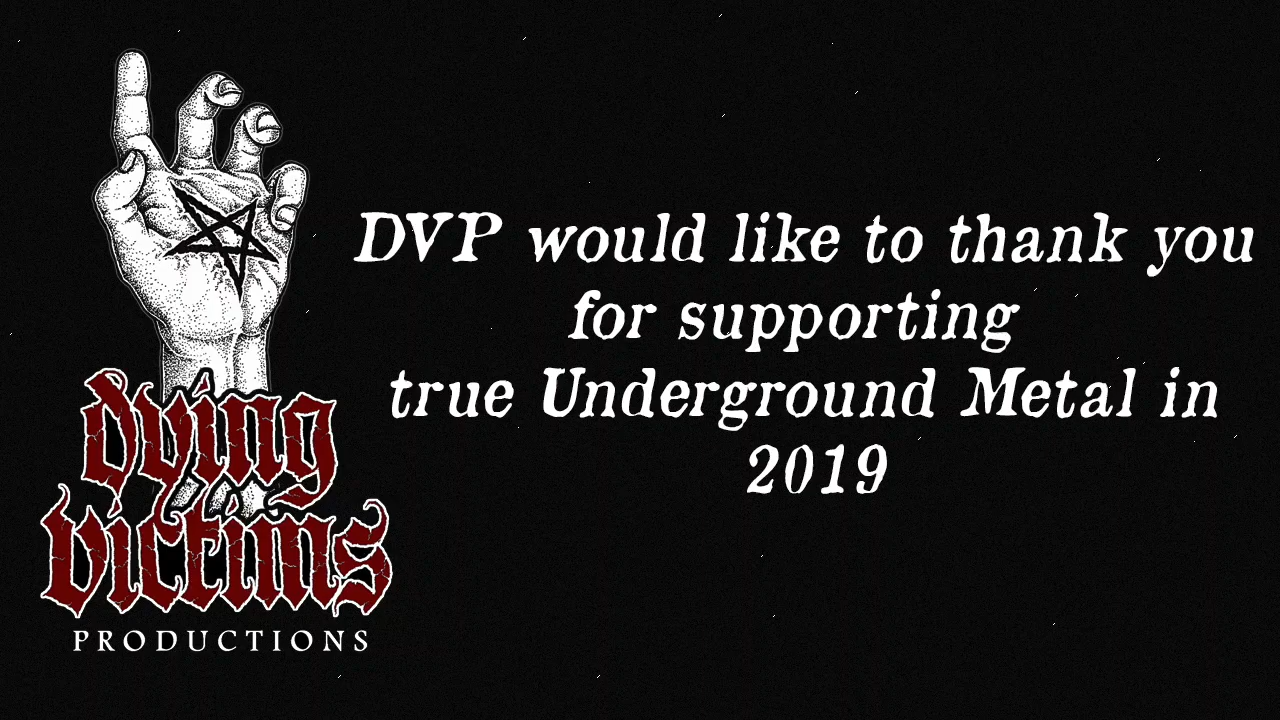 DVP would like to thank you
for supporting
true Underground Metal in
2019
dying
victims
PRODUCTIONS